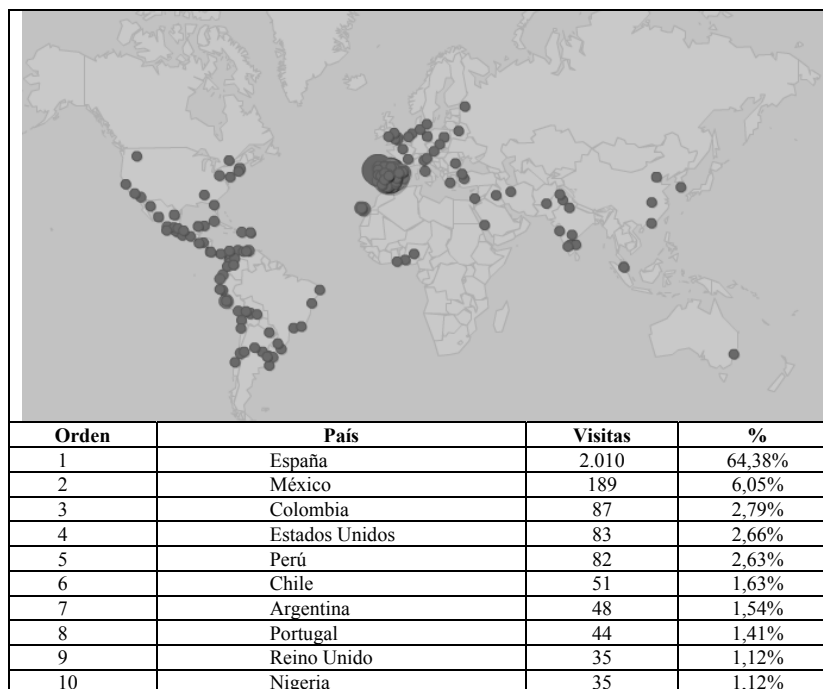 Orden País Visitas %
1 España 2.010 64,38%
2 México 189 6,05%
3 Colombia 87 2,79%
4 Estados Unidos 83 2,66%
5 Perú 82 2,63%
6 Chile 51 1,63%
7 Argentina 48 1,54%
8 Portugal 44 1,41%
9 Reino Unido 35 1,12%
10 Nigeria 35 1,12%